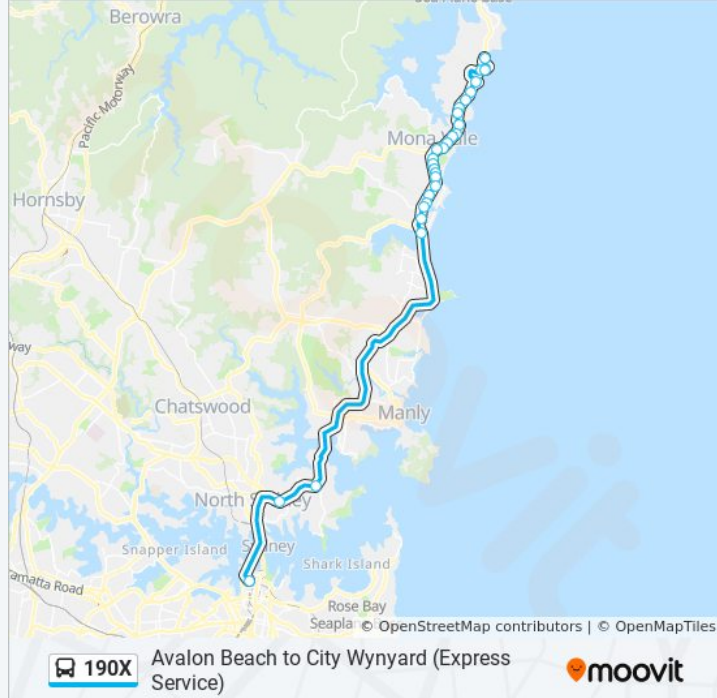 Berowra
Pacific Motorway
Mona Vale
Hornsby
way
Chatswood
Manly
North Sydney
Snapper Island
Sydney
Shark Island
amatta Road
Rose Bay
Seaplane
© OpenStreetMap contributors | © OpenMapTiles
190X
Avalon Beach to City Wynyard (Express
Service)
moovit